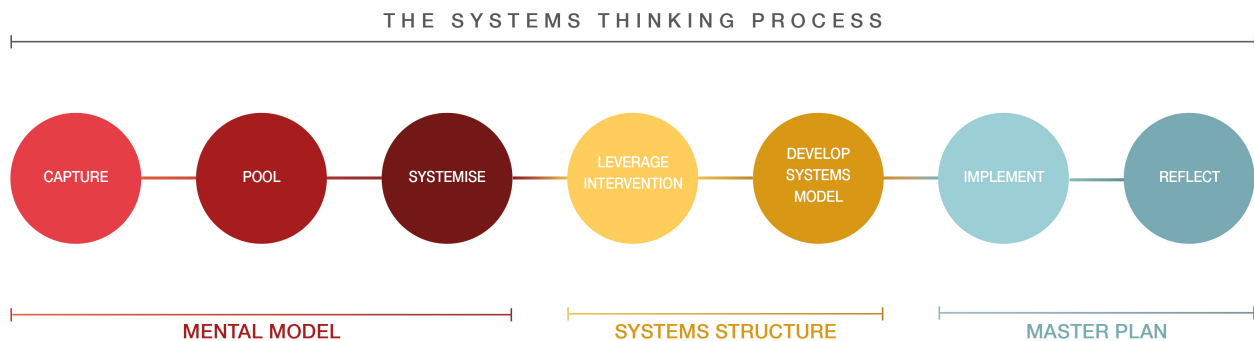 THE SYSTEMS THINKING PROCESS
CAPTURE
POOL
SYSTEMISE
LEVERAGE
INTERVENTION
DEVELOP
SYSTEMS
MODEL
IMPLEMENT
REFLECT
MENTAL MODEL
SYSTEMS STRUCTURE
MASTER PLAN